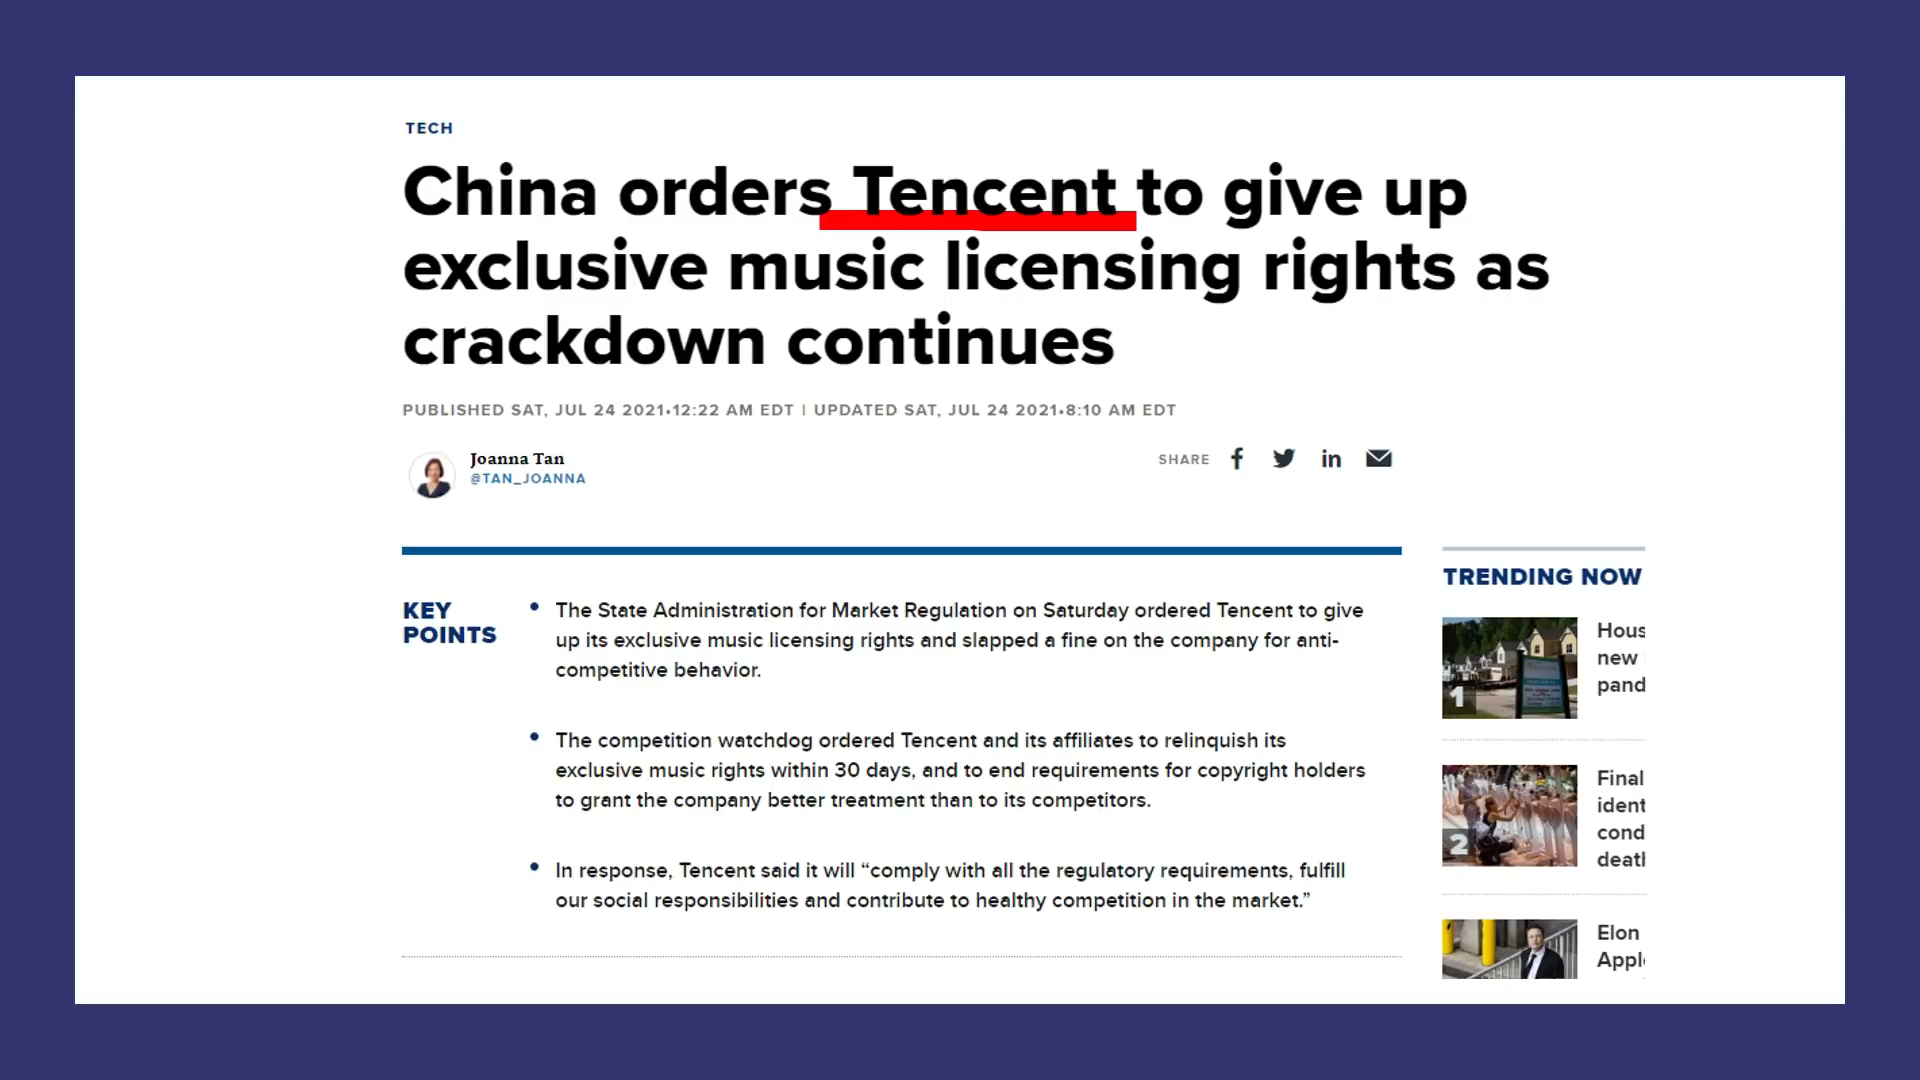 TECH
China orders Tencent to give up
exclusive music licensing rights as
crackdown continues
PUBLISHED SAT, JUL 24 2021•12:22 AM EDT | UPDATED SAT, JUL 24 2021•8:10 AM EDT
Joanna Tan
@TAN_JOANNA
SHARE
KEY
POINTS
• The State Administration for Market Regulation on Saturday ordered Tencent to give
up its exclusive music licensing rights and slapped a fine on the company for anti-
competitive behavior.
• The competition watchdog ordered Tencent and its affiliates to relinquish its
exclusive music rights within 30 days, and to end requirements for copyright holders
to grant the company better treatment than to its competitors.
• In response, Tencent said it will “comply with all the regulatory requirements, fulfill
our social responsibilities and contribute to healthy competition in the market.”
TRENDING NOW
1
Hous
new
pand
2
Final
ident
cond
deatl
Elon
Appl